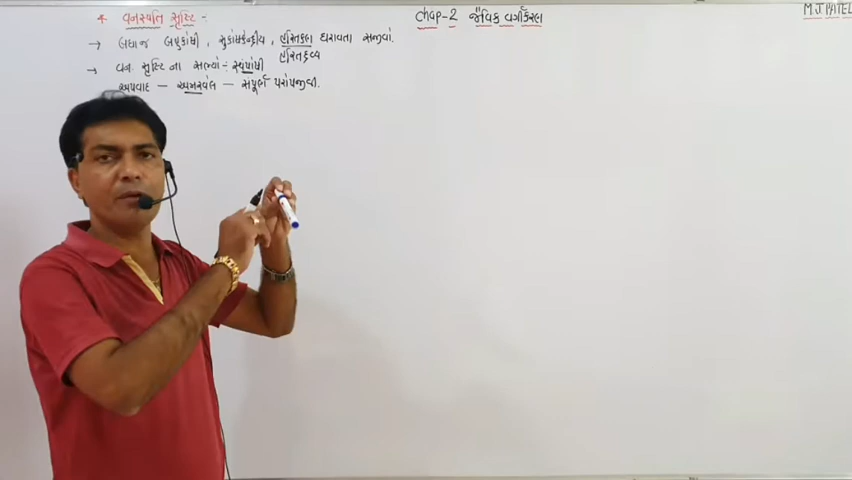 * વનસ્પતિ સૃષ્ટિ :-
Chap-2 જૈવિક વર્ગીકરણ
M.J.PATEL
→ બધાજ બહુકોષી, સુકોષકેન્દ્રીય, હરિતકણ ધરાવતા સજીવો.
હરિતદ્રવ્ય
→ વન. સૃષ્ટિ ના સભ્યો :- સ્વયંપોષી
અપવાદ — અમરવેલ — સંપૂર્ણ પરોપજીવી.